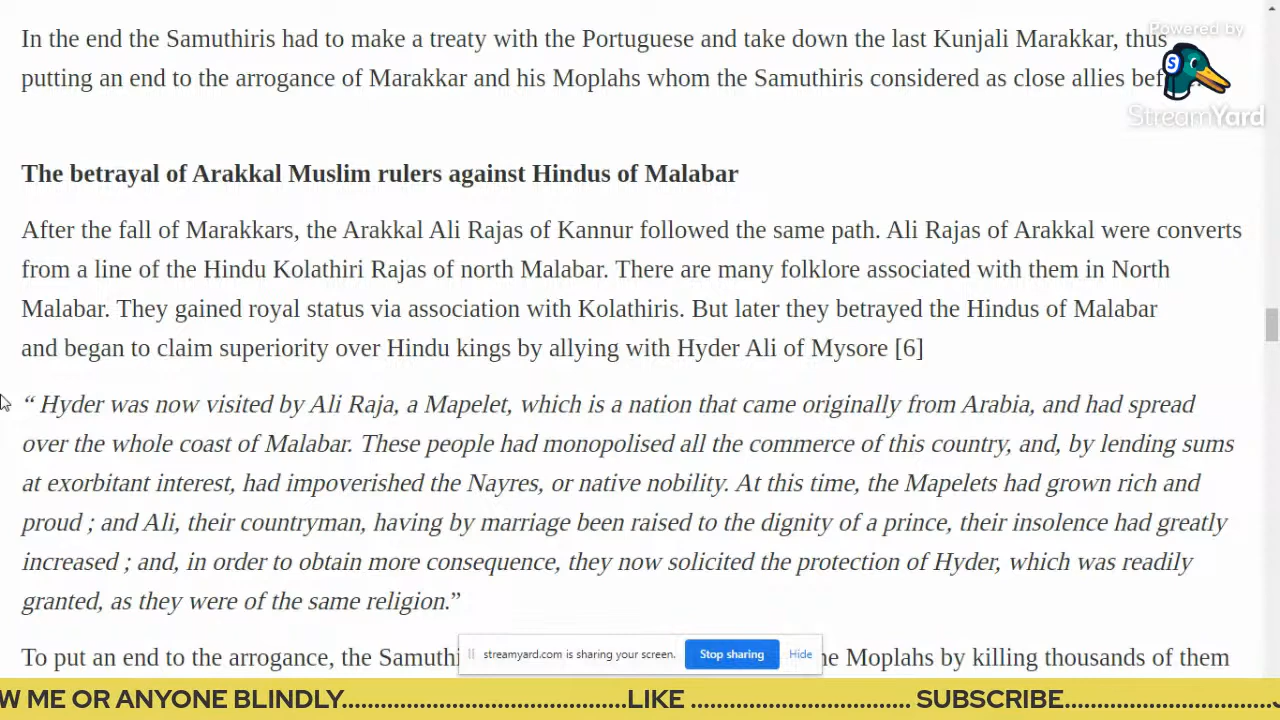 Powered by
StreamYard
In the end the Samuthiris had to make a treaty with the Portuguese and take down the last Kunjali Marakkar, thus
putting an end to the arrogance of Marakkar and his Moplahs whom the Samuthiris considered as close allies
The betrayal of Arakkal Muslim rulers against Hindus of Malabar
After the fall of Marakkars, the Arakkal Ali Rajas of Kannur followed the same path. Ali Rajas of Arakkal were converts
from a line of the Hindu Kolathiri Rajas of north Malabar. There are many folklore associated with them in North
Malabar. They gained royal status via association with Kolathiris. But later they betrayed the Hindus of Malabar
and began to claim superiority over Hindu kings by allying with Hyder Ali of Mysore [6]
“ Hyder was now visited by Ali Raja, a Mapelet, which is a nation that came originally from Arabia, and had spread
over the whole coast of Malabar. These people had monopolised all the commerce of this country, and, by lending sums
at exorbitant interest, had impoverished the Nayres, or native nobility. At this time, the Mapelets had grown rich and
proud ; and Ali, their countryman, having by marriage been raised to the dignity of a prince, their insolence had greatly
increased ; and, in order to obtain more consequence, they now solicited the protection of Hyder, which was readily
granted, as they were of the same religion.”
To put an end to the arrogance, the Moplahs by killing thousands of them
streamyard.com is sharing your screen. Stop sharing Hide
ME OR ANYONE BLINDLY......................................................LIKE ......................................... SUBSCRIBE.........................................